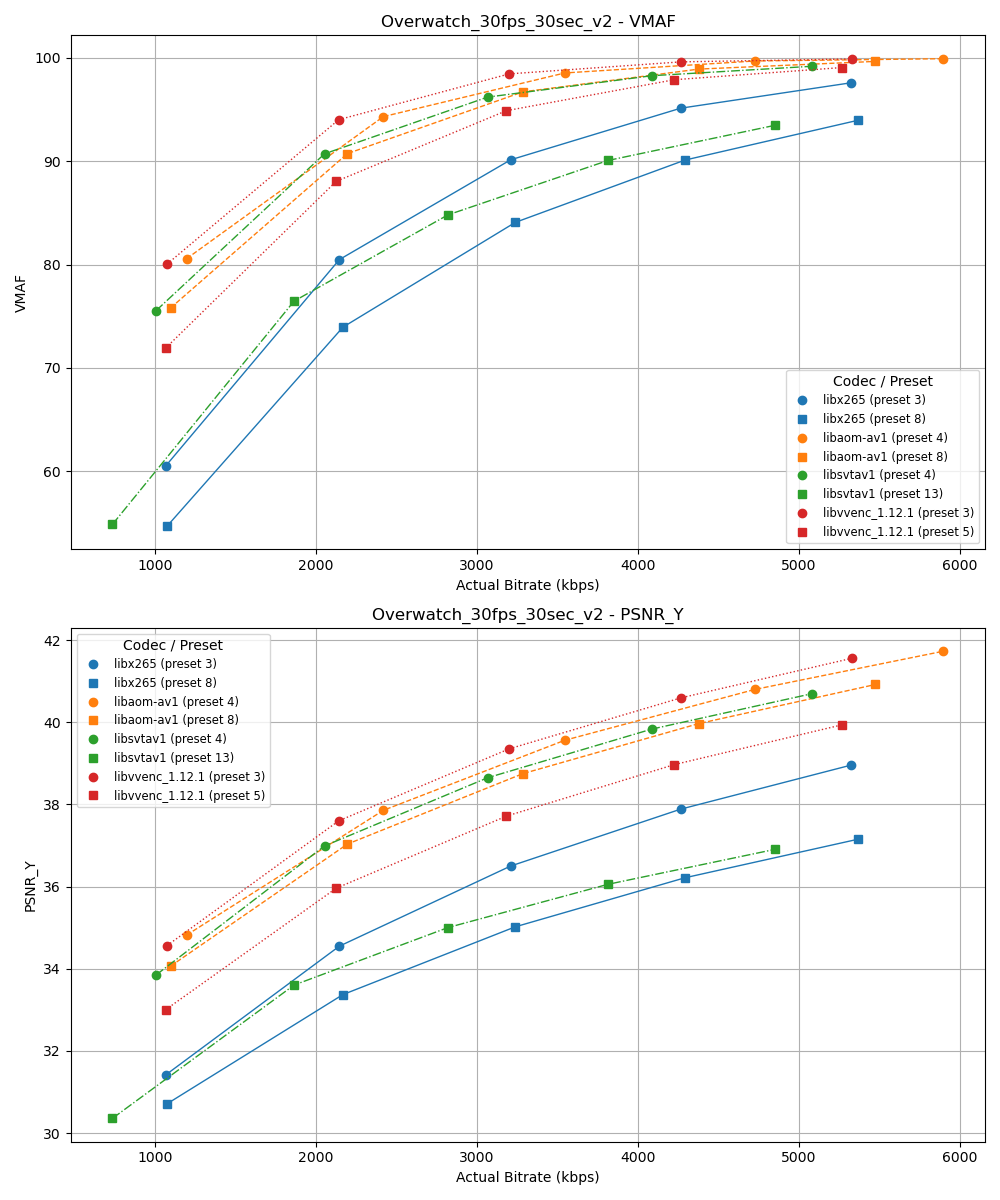 Overwatch_30fps_30sec_v2 - VMAF
100
90
80
70
60
VMAF
1000 2000 3000 4000 5000 6000
Actual Bitrate (kbps)
Codec / Preset
libx265 (preset 3)
libx265 (preset 8)
libaom-av1 (preset 4)
libaom-av1 (preset 8)
libsvtav1 (preset 4)
libsvtav1 (preset 13)
libvvenc_1.12.1 (preset 3)
libvvenc_1.12.1 (preset 5)
Overwatch_30fps_30sec_v2 - PSNR_Y
42
40
38
36
34
32
30
PSNR_Y
Codec / Preset
libx265 (preset 3)
libx265 (preset 8)
libaom-av1 (preset 4)
libaom-av1 (preset 8)
libsvtav1 (preset 4)
libsvtav1 (preset 13)
libvvenc_1.12.1 (preset 3)
libvvenc_1.12.1 (preset 5)
1000 2000 3000 4000 5000 6000
Actual Bitrate (kbps)